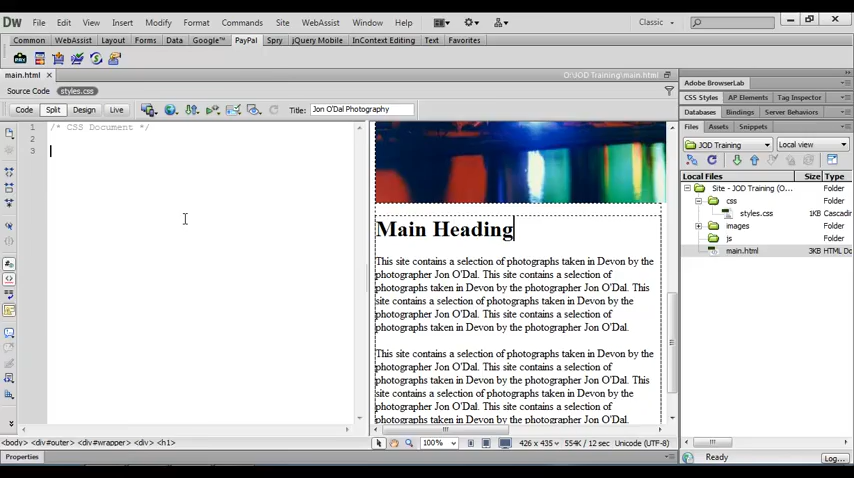 DW File Edit View Insert Modify Format Commands Site WebAssist Window Help Classic
Common WebAssist Layout Forms Data Google™ PayPal Spry jQuery Mobile InContext Editing Text Favorites
main.html × O:\JOD Training\main.html
Source Code styles.css
Code Split Design Live Title: Jon O'Dal Photography
1 /* CSS Document */
2
3
Main Heading
This site contains a selection of photographs taken in Devon by the
photographer Jon O'Dal. This site contains a selection of
photographs taken in Devon by the photographer Jon O'Dal. This
site contains a selection of photographs taken in Devon by the
photographer Jon O'Dal. This site contains a selection of
photographs taken in Devon by the photographer Jon O'Dal.
This site contains a selection of photographs taken in Devon by the
photographer Jon O'Dal. This site contains a selection of
photographs taken in Devon by the photographer Jon O'Dal. This
site contains a selection of photographs taken in Devon by the
photographer Jon O'Dal. This site contains a selection of
photographs taken in Devon by the photographer Jon O'Dal.
Adobe BrowserLab
CSS Styles AP Elements Tag Inspector
Databases Bindings Server Behaviors
Files Assets Snippets
JOD Training Local view
Local Files Size Type
Site - JOD Training (O... Folder
css Folder
styles.css 1KB Cascadin
images Folder
js Folder
main.html 3KB HTML Do
<body> <div#outer> <div#wrapper> <div> <h1> 100% 426 x 435 554K / 12 sec Unicode (UTF-8)
Ready Log...
Properties